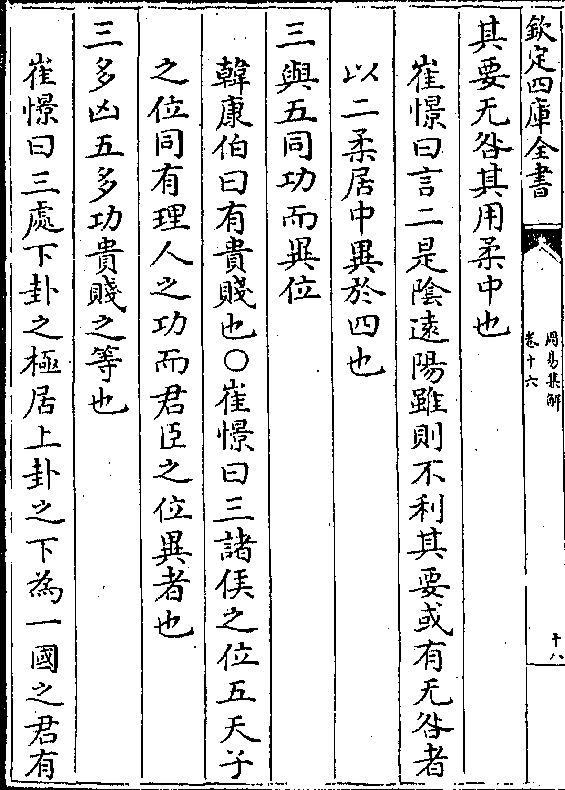 欽定四庫全書
周易集解
卷十六
十八
其要无咎其用柔中也
崔憬曰言二是陰遠陽雖則不利其要或有无咎者
以二柔居中異於四也
三與五同功而異位
韓康伯曰有貴賤也○崔憬曰三諸侯之位五天子
之位同有理人之功而君臣之位異者也
三多凶五多功貴賤之等也
崔憬曰三處下卦之極居上卦之下為一國之君有